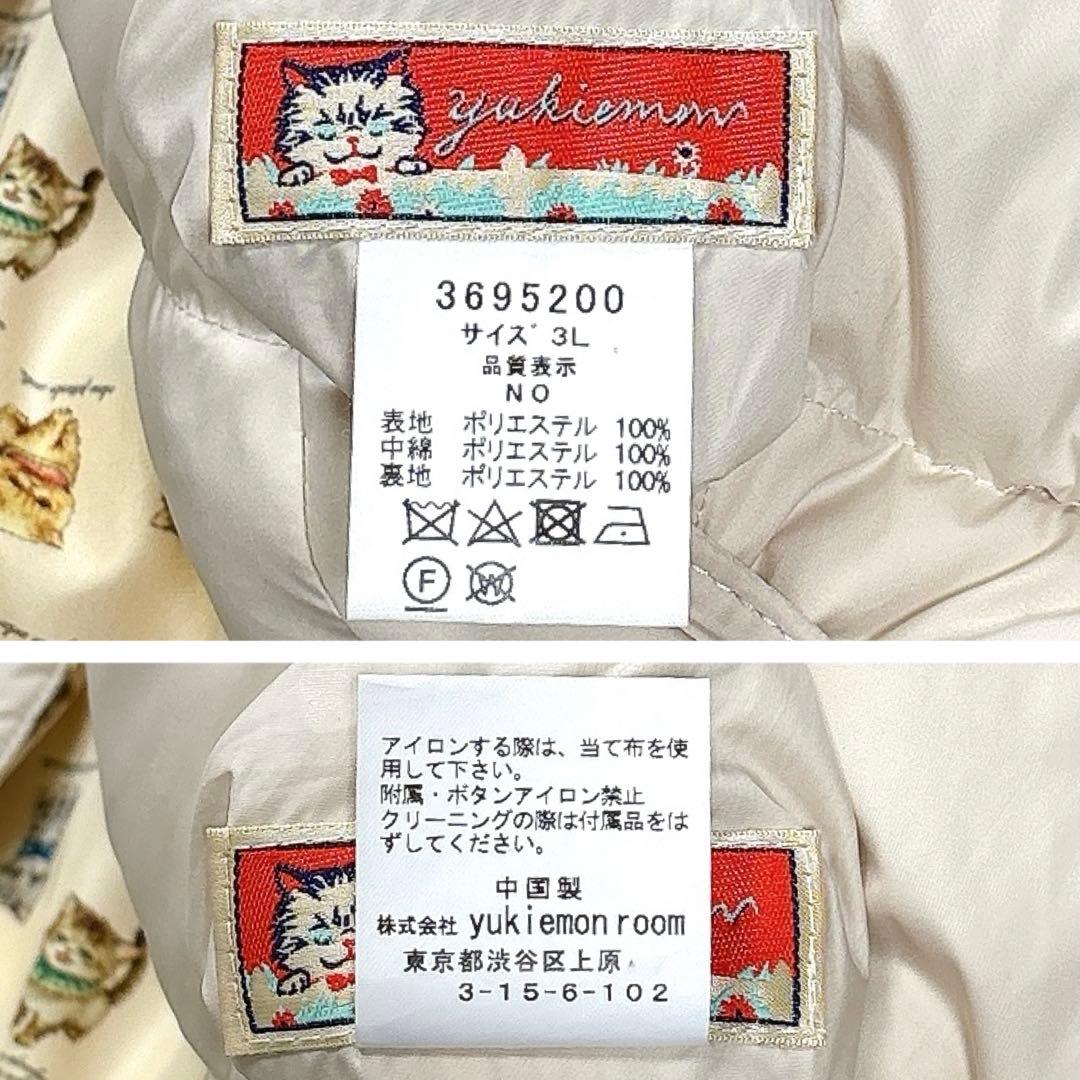 yukiemon
3695200
サイズ 3L
品質表示
NO
表地 ポリエステル 100%
中綿 ポリエステル 100%
裏地 ポリエステル 100%
F W
アイロンする際は、当て布を使
用して下さい。
附属・ボタンアイロン禁止
クリーニングの際は付属品をは
ずしてください。
中国製
株式会社 yukiemon room
東京都渋谷区上原
3-15-6-102